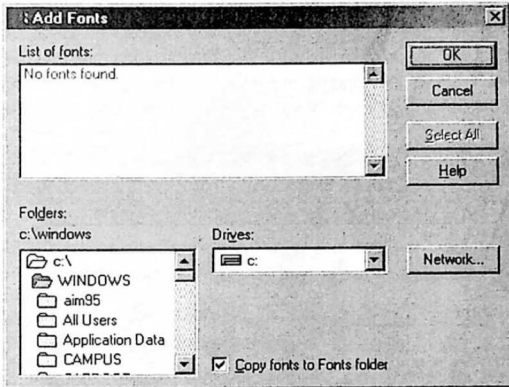 Add Fonts
List of fonts:
No fonts found.
OK
Cancel
Select All
Help
Folders:
c:\windows
Drives:
c:\
c:
Network...
WINDOWS
aim95
All Users
Application Data
CAMPUS
Copy fonts to Fonts folder